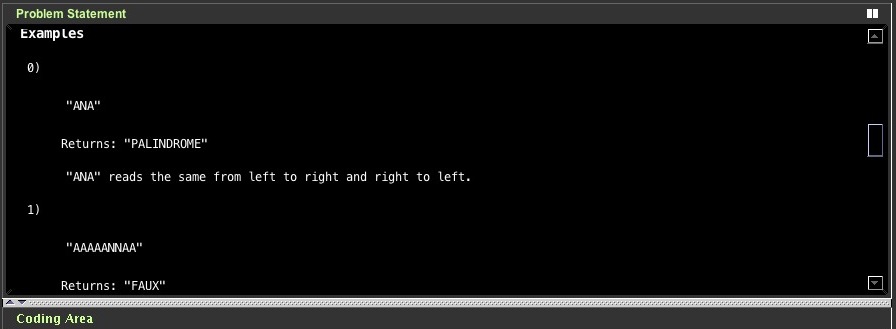 Problem Statement
Examples
0)
"ANA"
Returns: "PALINDROME"
"ANA" reads the same from left to right and right to left.
1)
"AAAAANNAA"
Returns: "FAUX"
Coding Area